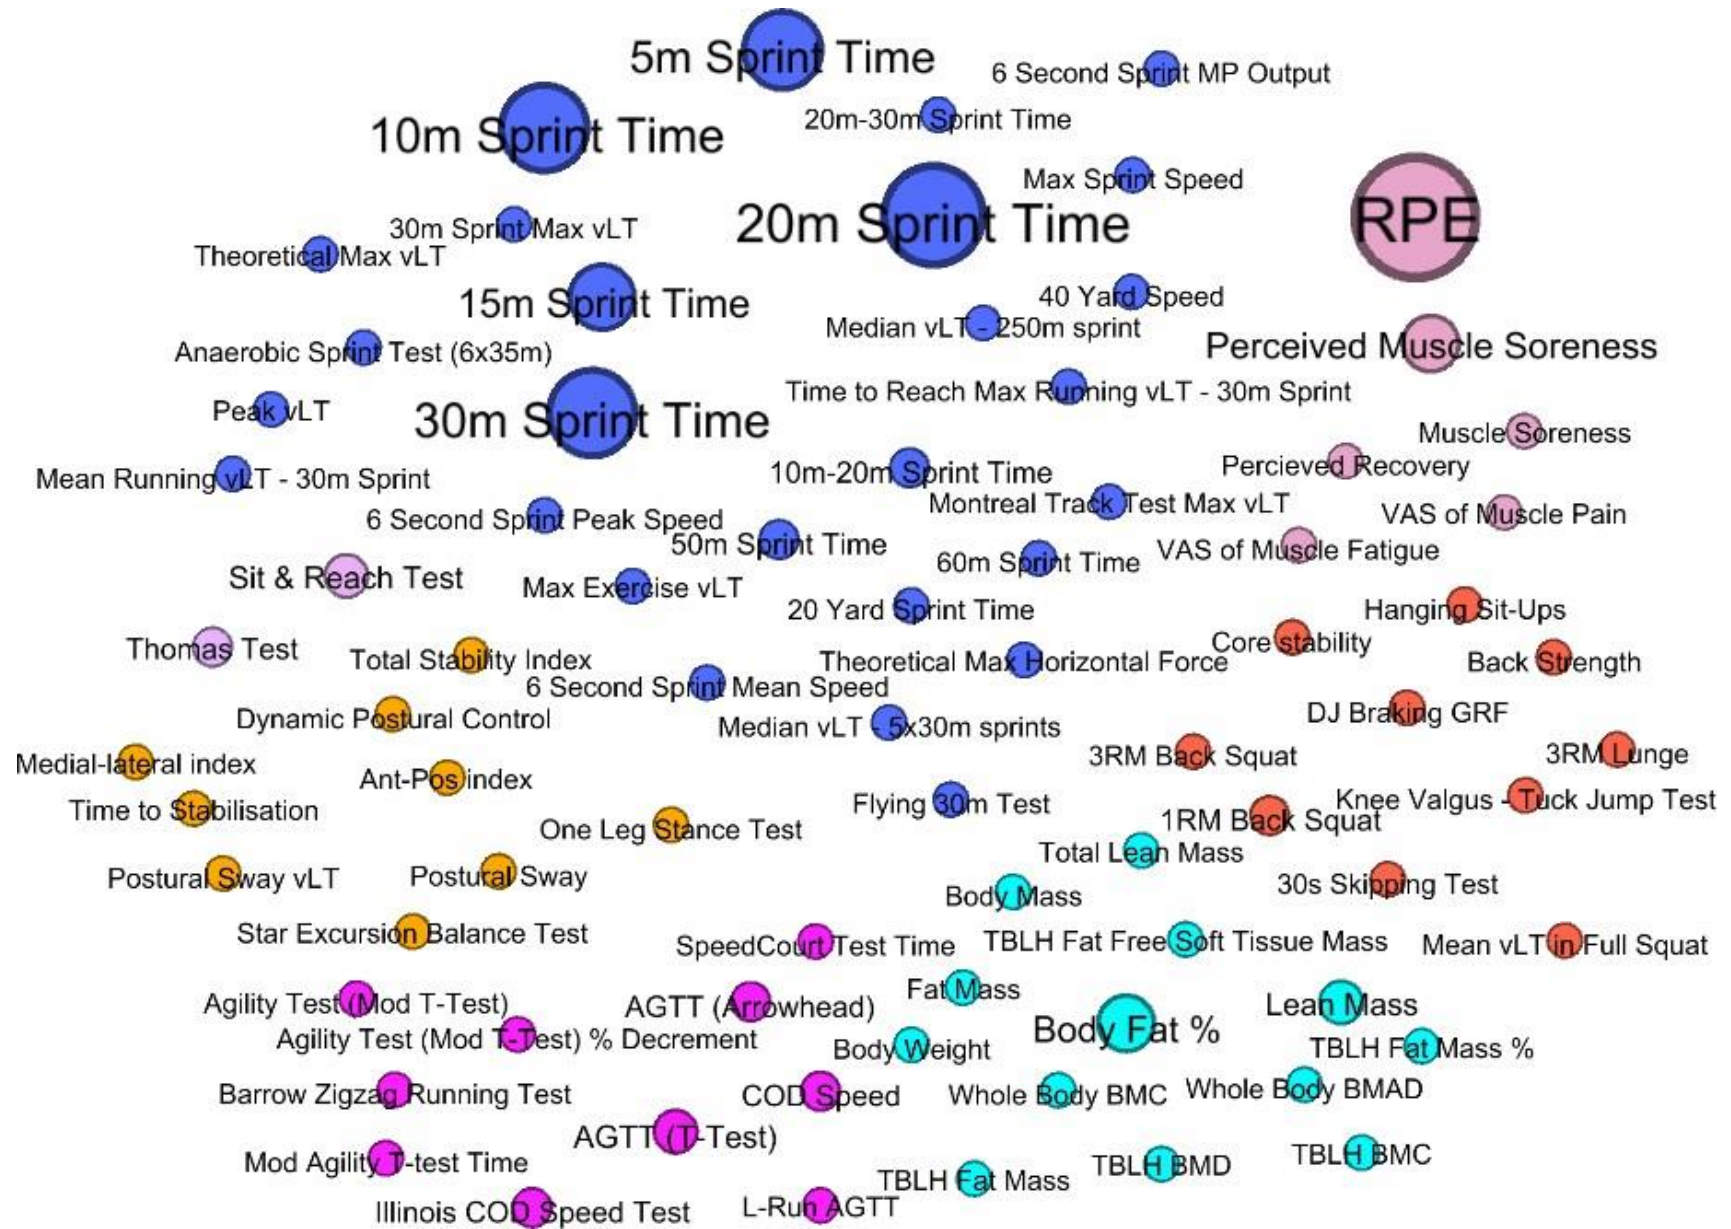 5m Sprint Time
6 Second Sprint MP Output
20m-30m Sprint Time
10m Sprint Time
Max Sprint Speed
20m Sprint Time
RPE
30m Sprint Max vLT
Theoretical Max vLT
15m Sprint Time
40 Yard Speed
Median vLT - 250m sprint
Perceived Muscle Soreness
Anaerobic Sprint Test (6x35m)
Time to Reach Max Running vLT - 30m Sprint
Peak vLT
30m Sprint Time
Muscle Soreness
Percieved Recovery
10m-20m Sprint Time
Mean Running vLT - 30m Sprint
Montreal Track Test Max vLT
VAS of Muscle Pain
6 Second Sprint Peak Speed
50m Sprint Time
VAS of Muscle Fatigue
60m Sprint Time
Sit & Reach Test
Max Exercise vLT
20 Yard Sprint Time
Hanging Sit-Ups
Core stability
Thomas Test
Total Stability Index
Theoretical Max Horizontal Force
Back Strength
6 Second Sprint Mean Speed
Dynamic Postural Control
Median vLT - 5x30m sprints
DJ Braking GRF
3RM Back Squat
3RM Lunge
Medial-lateral index
Ant-Pos index
Knee Valgus - Tuck Jump Test
Time to Stabilisation
Flying 30m Test
1RM Back Squat
One Leg Stance Test
Total Lean Mass
Postural Sway vLT
Postural Sway
30s Skipping Test
Body Mass
Star Excursion Balance Test
SpeedCourt Test Time
TBLH Fat Free Soft Tissue Mass
Mean vLT in Full Squat
Fat Mass
Agility Test (Mod T-Test)
AGTT (Arrowhead)
Lean Mass
Body Fat %
Agility Test (Mod T-Test) % Decrement
Body Weight
TBLH Fat Mass %
Barrow Zigzag Running Test
COD Speed
Whole Body BMC
Whole Body BMAD
AGTT (T-Test)
Mod Agility T-test Time
TBLH BMD
TBLH BMC
TBLH Fat Mass
Illinois COD Speed Test
L-Run AGTT